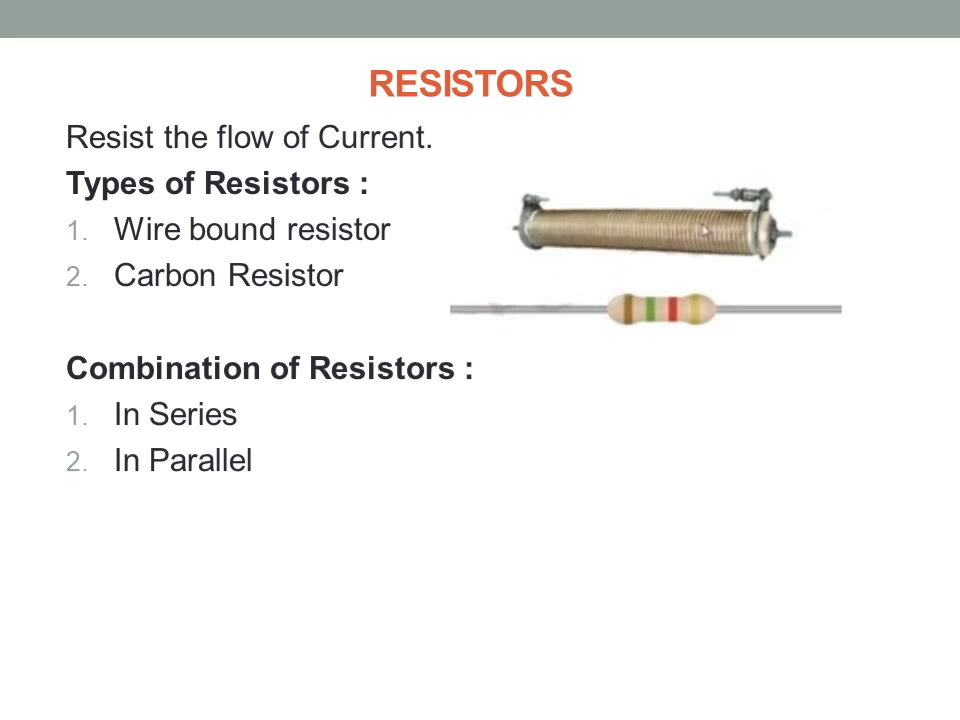 RESISTORS
Resist the flow of Current.
Types of Resistors :
1. Wire bound resistor
2. Carbon Resistor
Combination of Resistors :
1. In Series
2. In Parallel